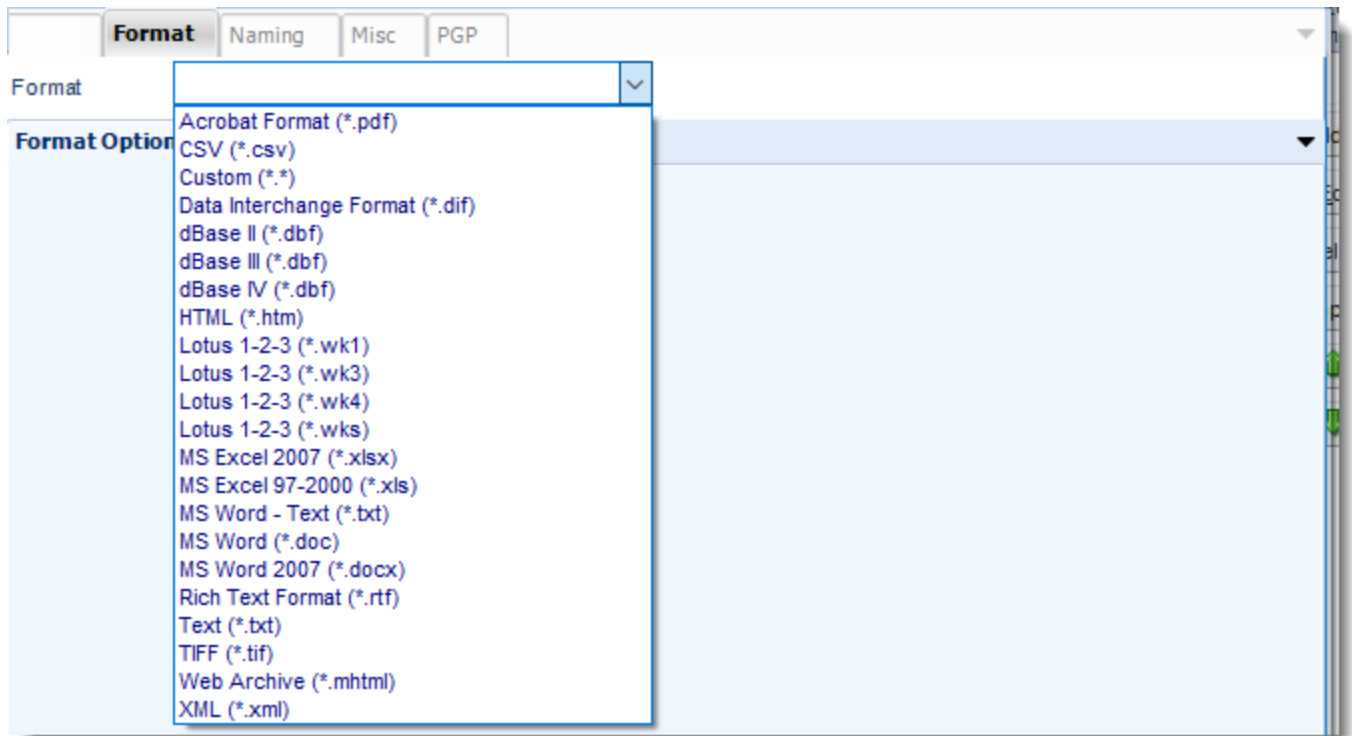 Format Naming Misc PGP
Format
Format Option
Acrobat Format (*.pdf)
CSV (*.csv)
Custom (*.*)
Data Interchange Format (*.dif)
dBase II (*.dbf)
dBase III (*.dbf)
dBase IV (*.dbf)
HTML (*.htm)
Lotus 1-2-3 (*.wk1)
Lotus 1-2-3 (*.wk3)
Lotus 1-2-3 (*.wk4)
Lotus 1-2-3 (*.wks)
MS Excel 2007 (*.xlsx)
MS Excel 97-2000 (*.xls)
MS Word - Text (*.txt)
MS Word (*.doc)
MS Word 2007 (*.docx)
Rich Text Format (*.rtf)
Text (*.txt)
TIFF (*.tif)
Web Archive (*.mhtml)
XML (*.xml)